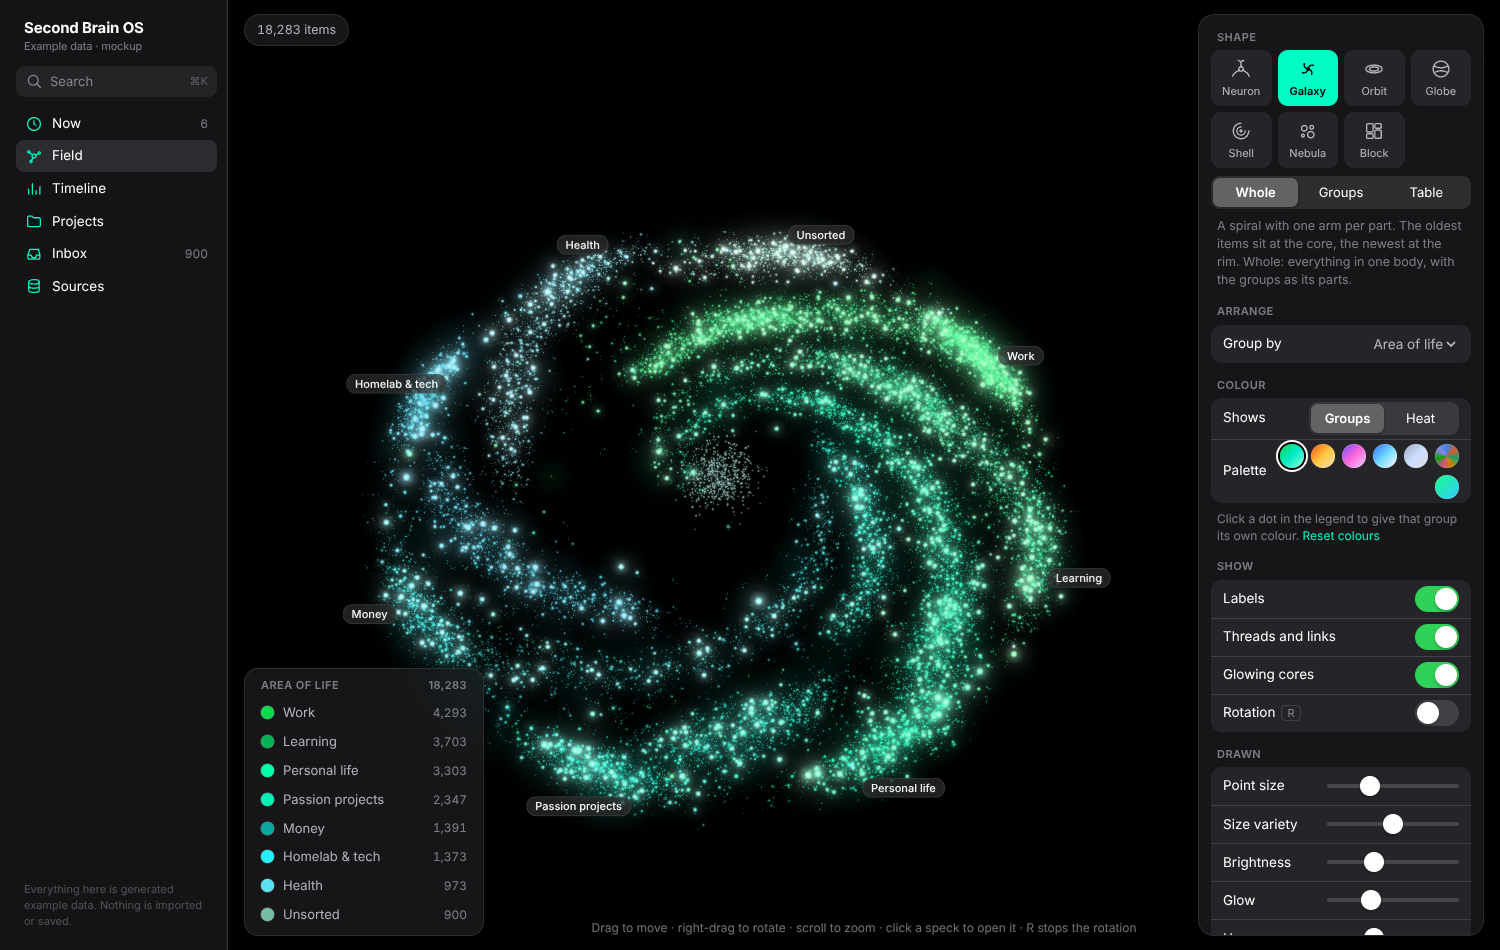 Second Brain OS
Example data · mockup
Search ⌘K
Now 6
Field
Timeline
Projects
Inbox 900
Sources
Everything here is generated
example data. Nothing is imported
or saved.
18,283 items
Health
Unsorted
Work
Homelab & tech
Learning
Money
Personal life
Passion projects
AREA OF LIFE 18,283
Work 4,293
Learning 3,703
Personal life 3,303
Passion projects 2,347
Money 1,391
Homelab & tech 1,373
Health 973
Unsorted 900
Drag to move · right-drag to rotate · scroll to zoom · click a speck to open it · R stops the rotation
SHAPE
Neuron Galaxy Orbit Globe
Shell Nebula Block
Whole Groups Table
A spiral with one arm per part. The oldest
items sit at the core, the newest at the
rim. Whole: everything in one body, with
the groups as its parts.
ARRANGE
Group by Area of life
COLOUR
Shows Groups Heat
Palette
Click a dot in the legend to give that group
its own colour. Reset colours
SHOW
Labels
Threads and links
Glowing cores
Rotation R
DRAWN
Point size
Size variety
Brightness
Glow